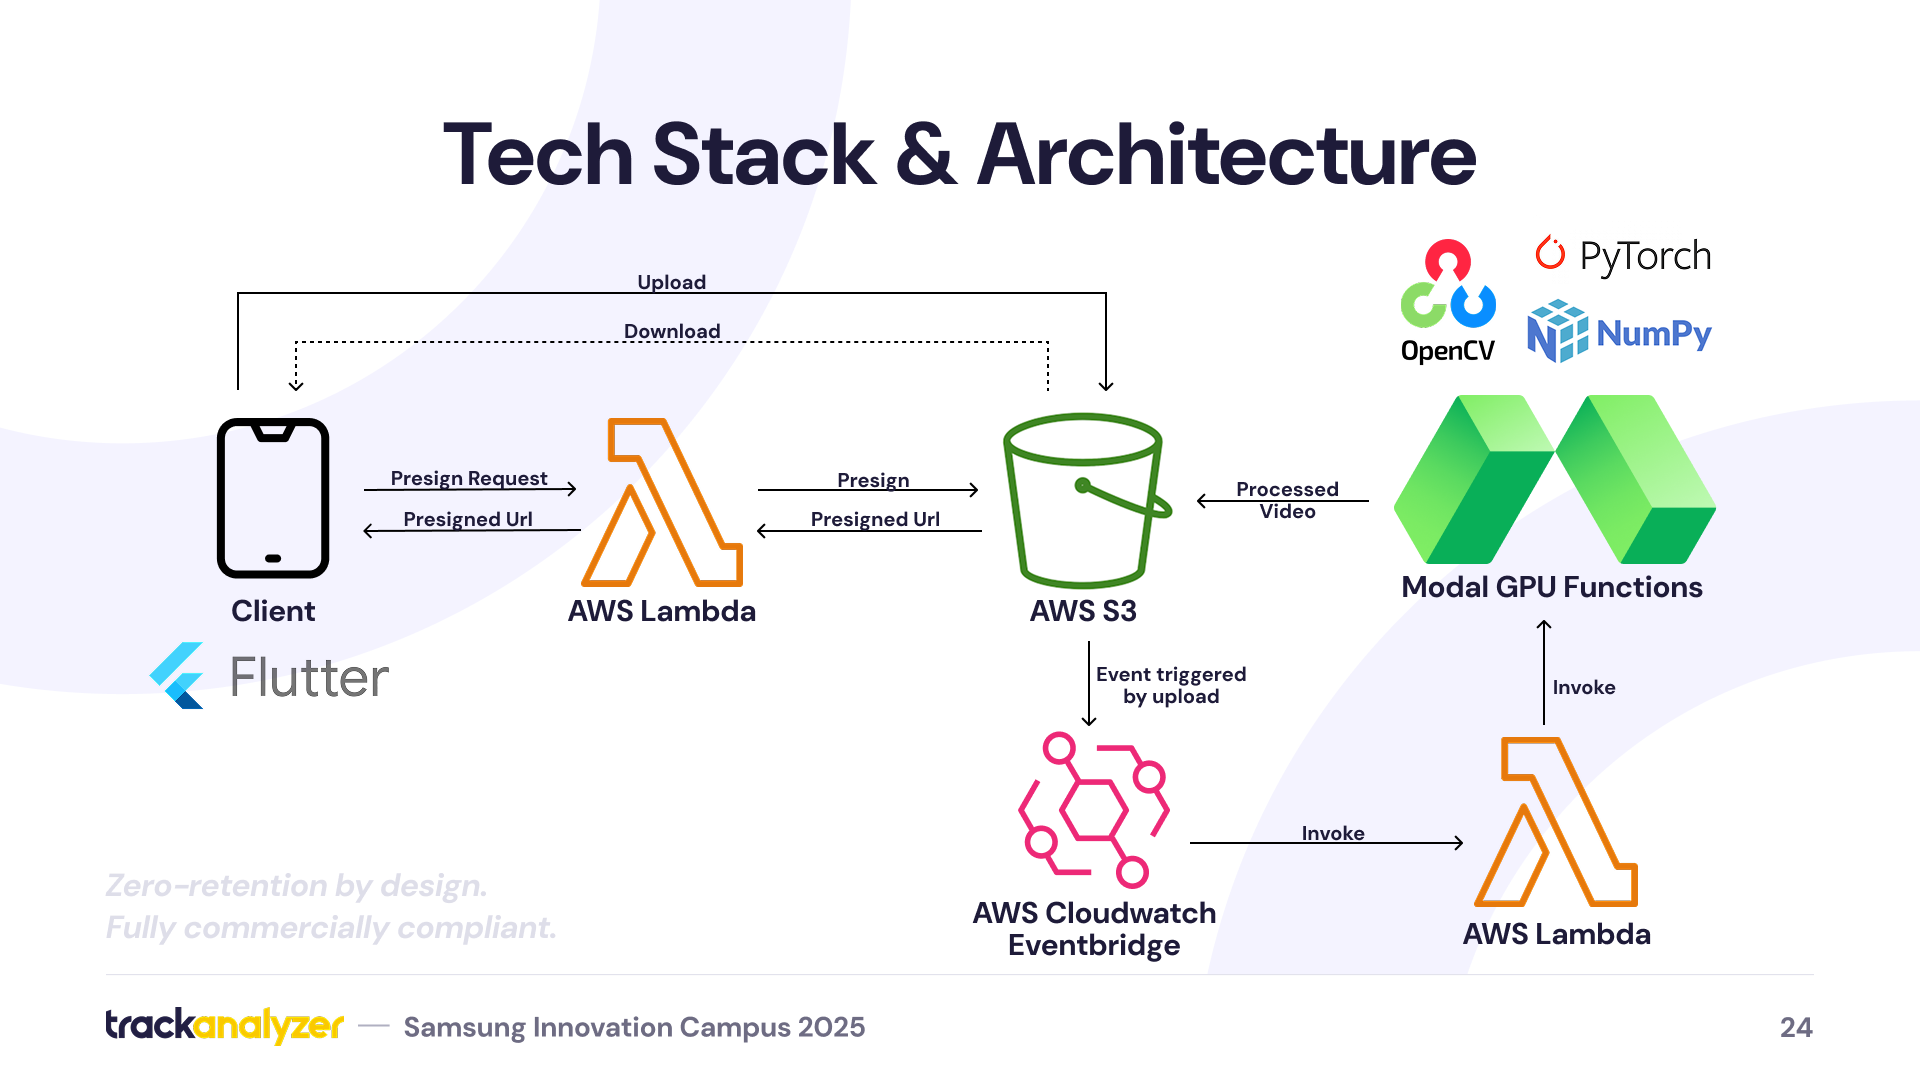 Tech Stack & Architecture
Upload
Download
OpenCV
PyTorch
NumPy
Presign Request
Presigned Url
Presign
Presigned Url
Processed
Video
Client
Flutter
AWS Lambda
AWS S3
Modal GPU Functions
Event triggered
by upload
Invoke
Invoke
AWS Cloudwatch
Eventbridge
AWS Lambda
Zero-retention by design.
Fully commercially compliant.
trackanalyzer — Samsung Innovation Campus 2025
24